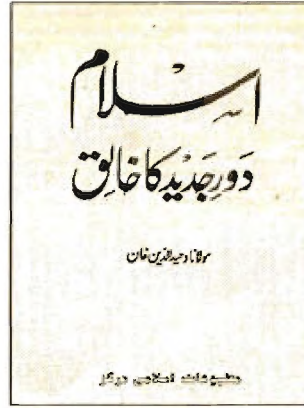 اسلام
دورِ جدید کا خالق
مولانا وحید الدین خان
مطبوعات اسلامی مرکز